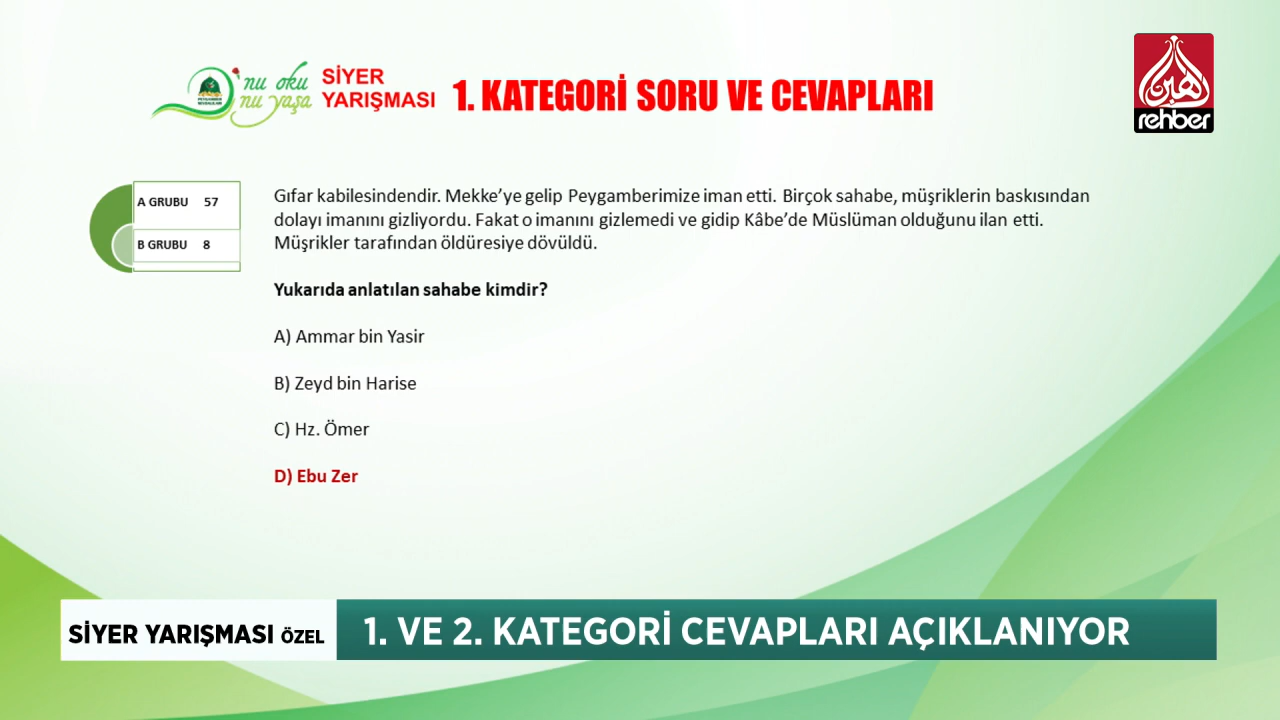 'nu oku
nu yaşa
SİYER
YARIŞMASI
1. KATEGORİ SORU VE CEVAPLARI
هبر
rehber
A GRUBU 57
B GRUBU 8
Gıfar kabilesindendir. Mekke’ye gelip Peygamberimize iman etti. Birçok sahabe, müşriklerin baskısından
dolayı imanını gizliyordu. Fakat o imanını gizlemedi ve gidip Kâbe’de Müslüman olduğunu ilan etti.
Müşrikler tarafından öldüresiye dövüldü.
Yukarıda anlatılan sahabe kimdir?
A) Ammar bin Yasir
B) Zeyd bin Harise
C) Hz. Ömer
D) Ebu Zer
SİYER YARIŞMASI ÖZEL
1. VE 2. KATEGORİ CEVAPLARI AÇIKLANIYOR